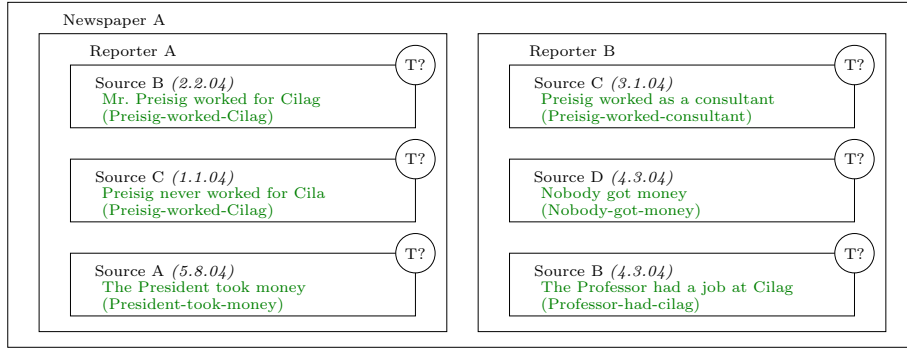 Newspaper A
Reporter A
T?
Source B (2.2.04)
Mr. Preisig worked for Cilag
(Preisig-worked-Cilag)
T?
Source C (1.1.04)
Preisig never worked for Cila
(Preisig-worked-Cilag)
T?
Source A (5.8.04)
The President took money
(President-took-money)
Reporter B
T?
Source C (3.1.04)
Preisig worked as a consultant
(Preisig-worked-consultant)
T?
Source D (4.3.04)
Nobody got money
(Nobody-got-money)
T?
Source B (4.3.04)
The Professor had a job at Cilag
(Professor-had-cilag)